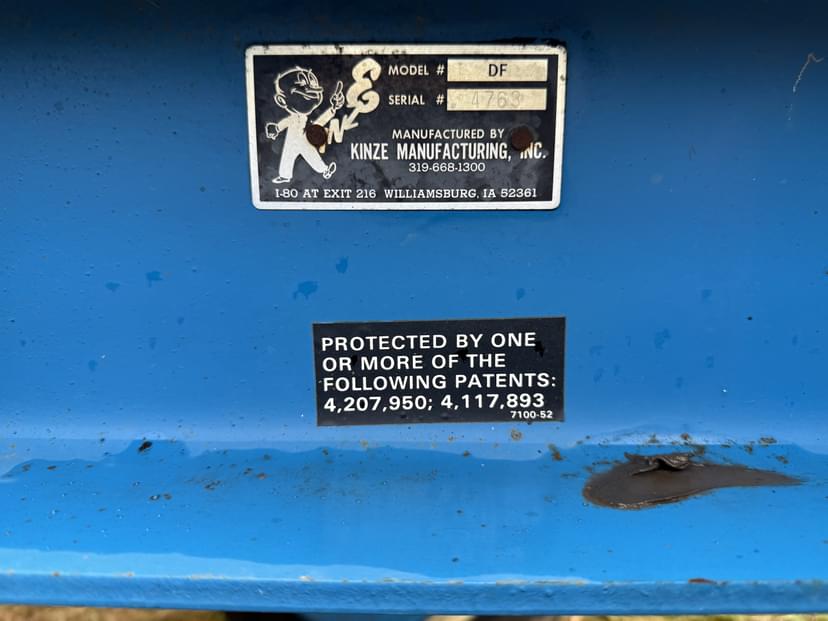 MODEL # DF
SERIAL # 4763
MANUFACTURED BY
KINZE MANUFACTURING, INC.
319-668-1300
I-80 AT EXIT 216 WILLIAMSBURG, IA 52361
PROTECTED BY ONE
OR MORE OF THE
FOLLOWING PATENTS:
4,207,950; 4,117,893
7100-52